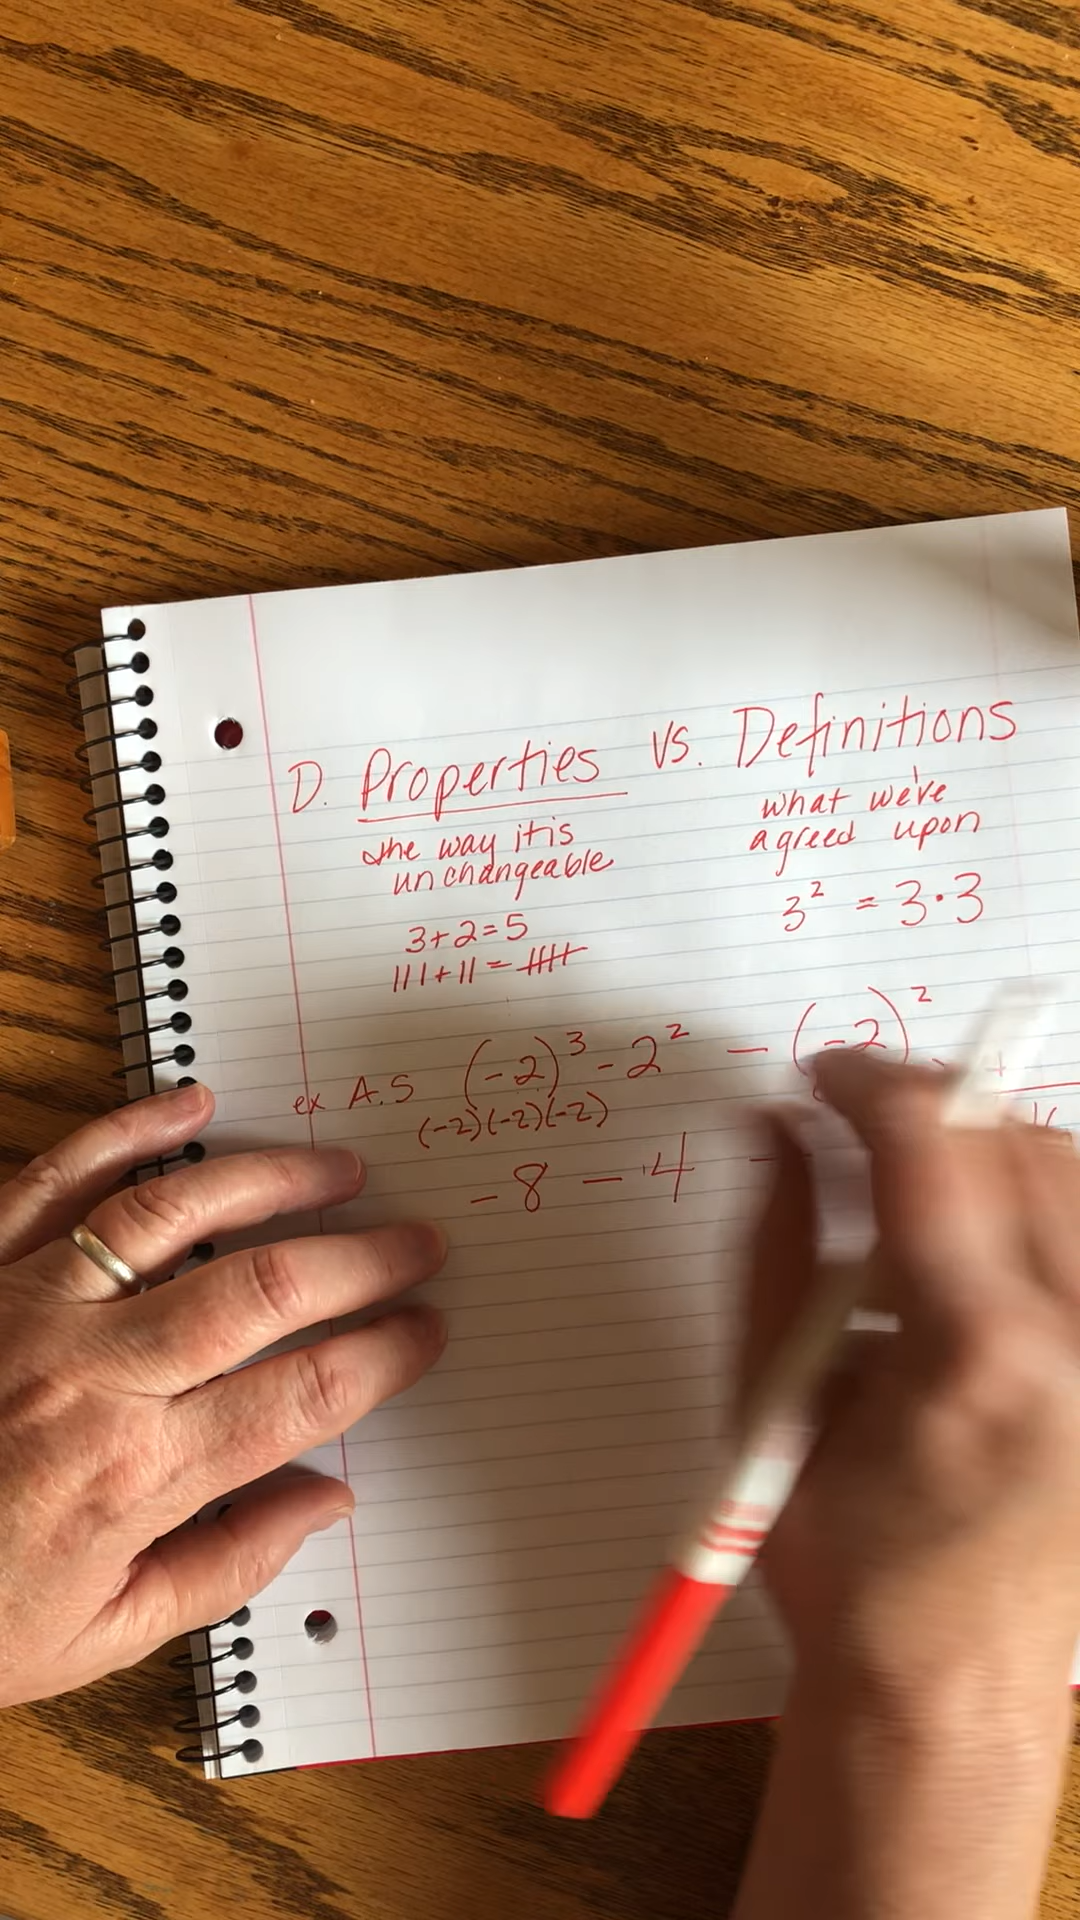 D. Properties vs. Definitions
the way it is
unchangeable
what we've
agreed upon
3+2=5
111+11=卌
3² = 3·3
ex A.S (-2)³ - 2² - (-2)²
(-2)(-2)(-2)
-8 - 4 -